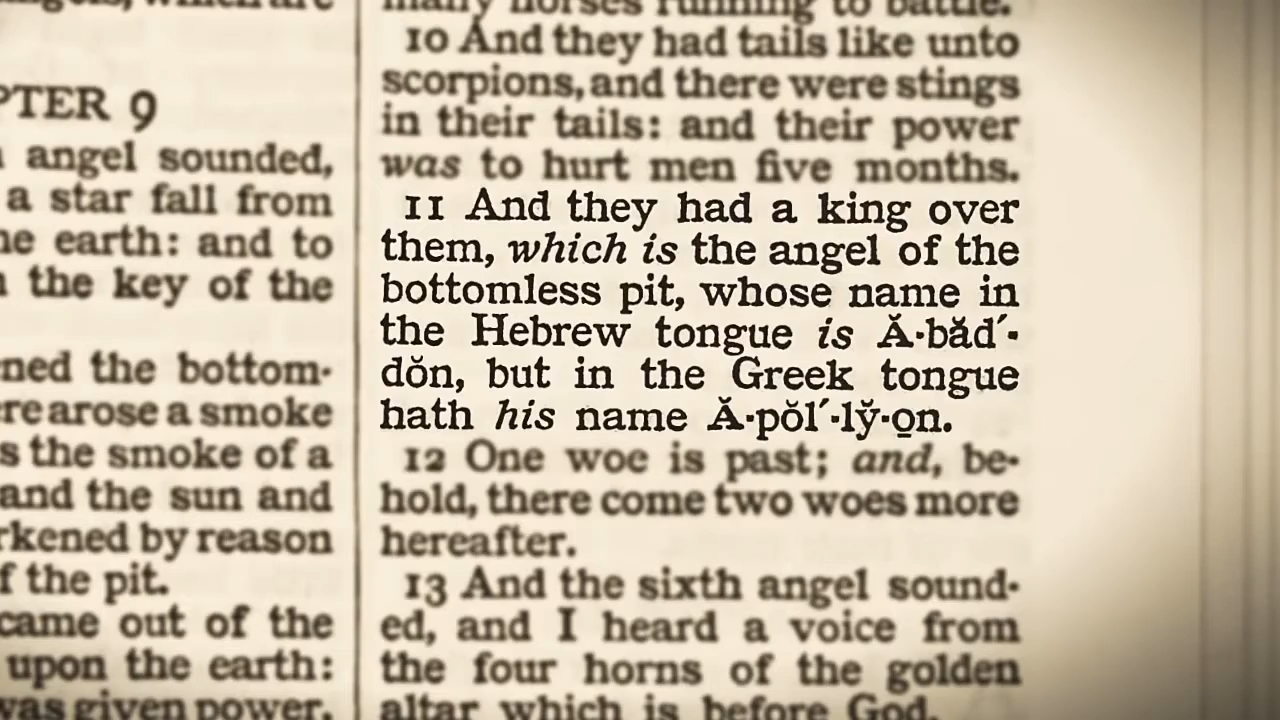 PTER 9
angel sounded,
a star fall from
he earth: and to
the key of the
ned the bottom-
re arose a smoke
s the smoke of a
and the sun and
rkened by reason
f the pit.
came out of the
upon the earth:
was given power,
many horses running to battle.
10 And they had tails like unto
scorpions, and there were stings
in their tails: and their power
was to hurt men five months.
11 And they had a king over
them, which is the angel of the
bottomless pit, whose name in
the Hebrew tongue is Ă·băd´·
dŏn, but in the Greek tongue
hath his name Ă·pŏl´·lў·o̱n.
12 One woe is past; and, be-
hold, there come two woes more
hereafter.
13 And the sixth angel sound-
ed, and I heard a voice from
the four horns of the golden
altar which is before God,